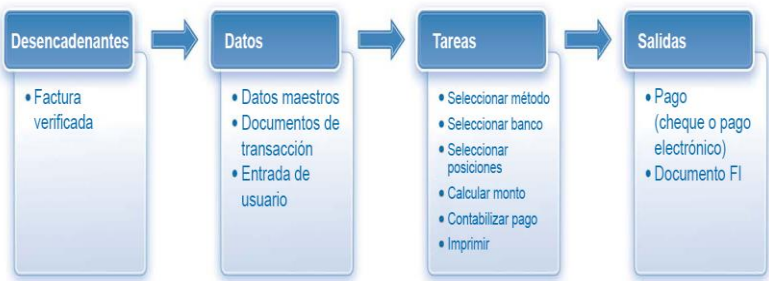 Desencadenantes
• Factura
verificada
Datos
• Datos maestros
• Documentos de
transacción
• Entrada de
usuario
Tareas
• Seleccionar método
• Seleccionar banco
• Seleccionar
posiciones
• Calcular monto
• Contabilizar pago
• Imprimir
Salidas
• Pago
(cheque o pago
electrónico)
• Documento FI